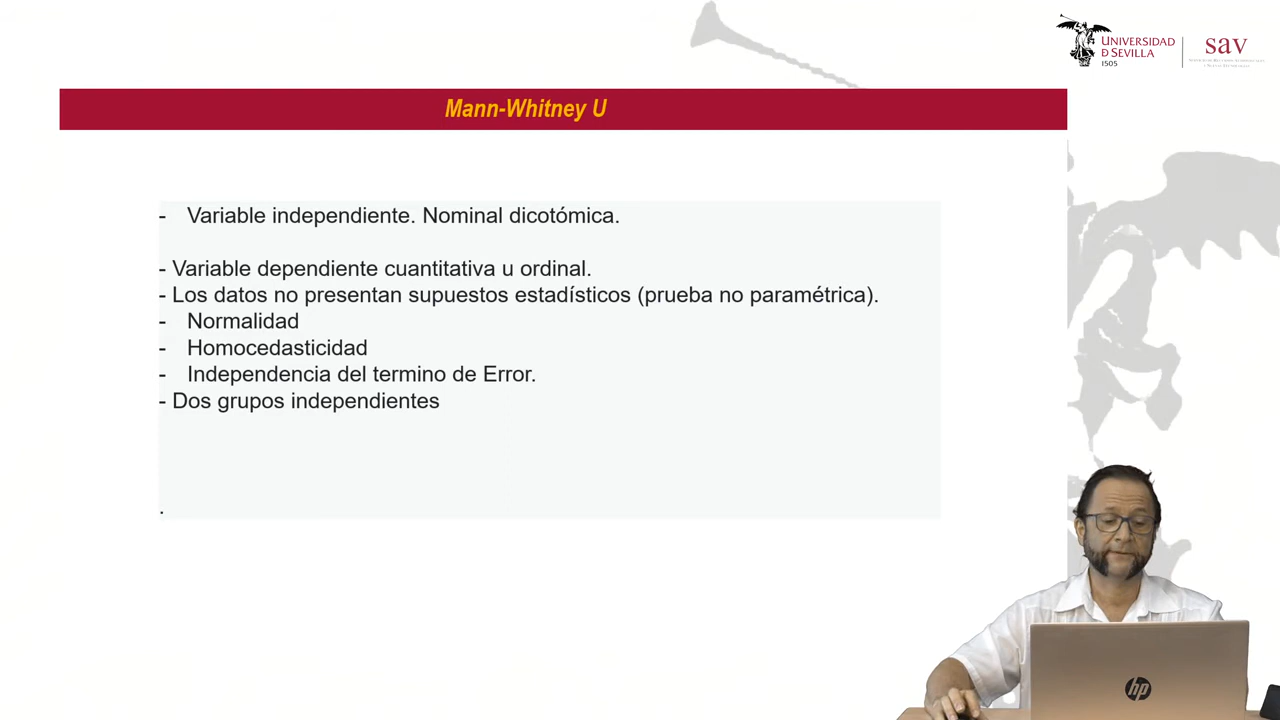 UNIVERSIDAD
D SEVILLA
1505
sav
Mann-Whitney U
- Variable independiente. Nominal dicotómica.
- Variable dependiente cuantitativa u ordinal.
- Los datos no presentan supuestos estadísticos (prueba no paramétrica).
- Normalidad
- Homocedasticidad
- Independencia del termino de Error.
- Dos grupos independientes
.
hp